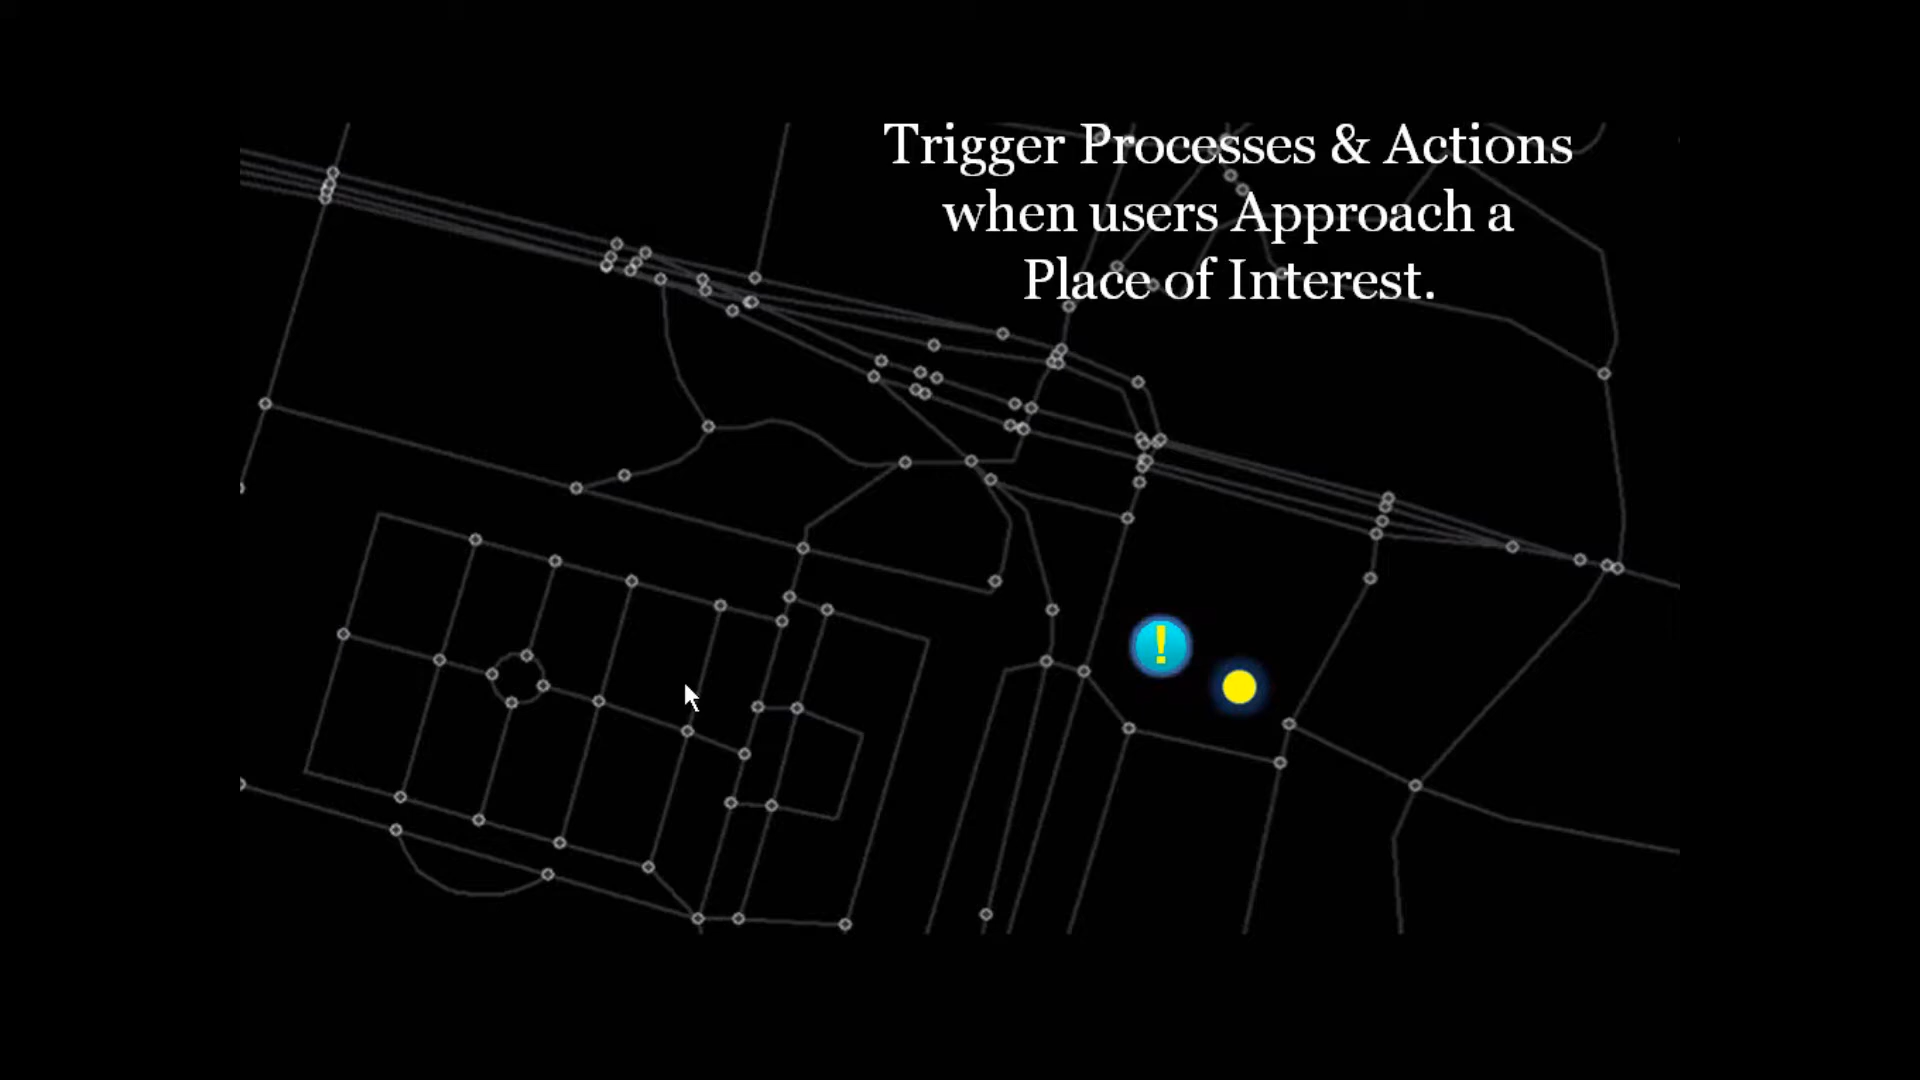 Trigger Processes & Actions
when users Approach a
Place of Interest.
!